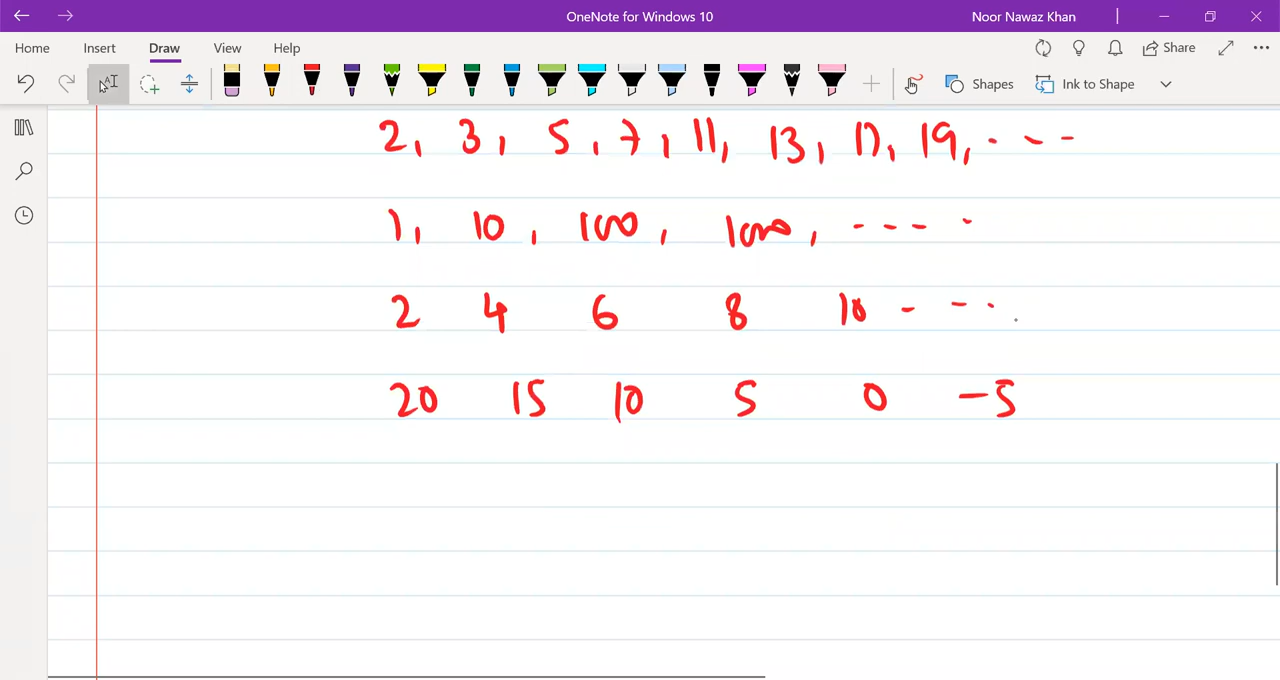 OneNote for Windows 10 Noor Nawaz Khan
Home Insert Draw View Help Share
Shapes Ink to Shape
2, 3, 5, 7, 11, 13, 17, 19, ----
1, 10, 100, 1000, ----
2 4 6 8 10 ---
20 15 10 5 0 -5